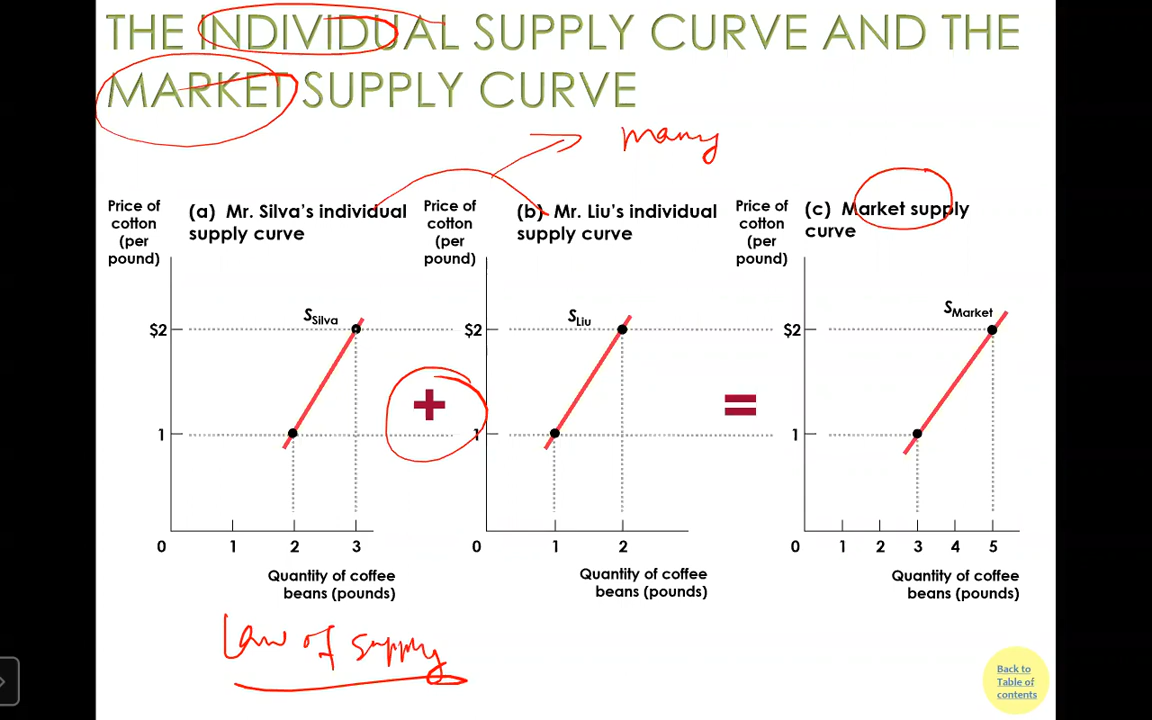 THE INDIVIDUAL SUPPLY CURVE AND THE
MARKET SUPPLY CURVE
many
Price of
cotton
(per
pound)
(a) Mr. Silva's individual
supply curve
$2
1
0
1 2 3
S Silva
Quantity of coffee
beans (pounds)
+
Price of
cotton
(per
pound)
(b) Mr. Liu's individual
supply curve
$2
1
0
1 2
S Liu
Quantity of coffee
beans (pounds)
=
Price of
cotton
(per
pound)
(c) Market supply
curve
$2
1
0
1 2 3 4 5
S Market
Quantity of coffee
beans (pounds)
Law of supply
Back to
Table of
contents